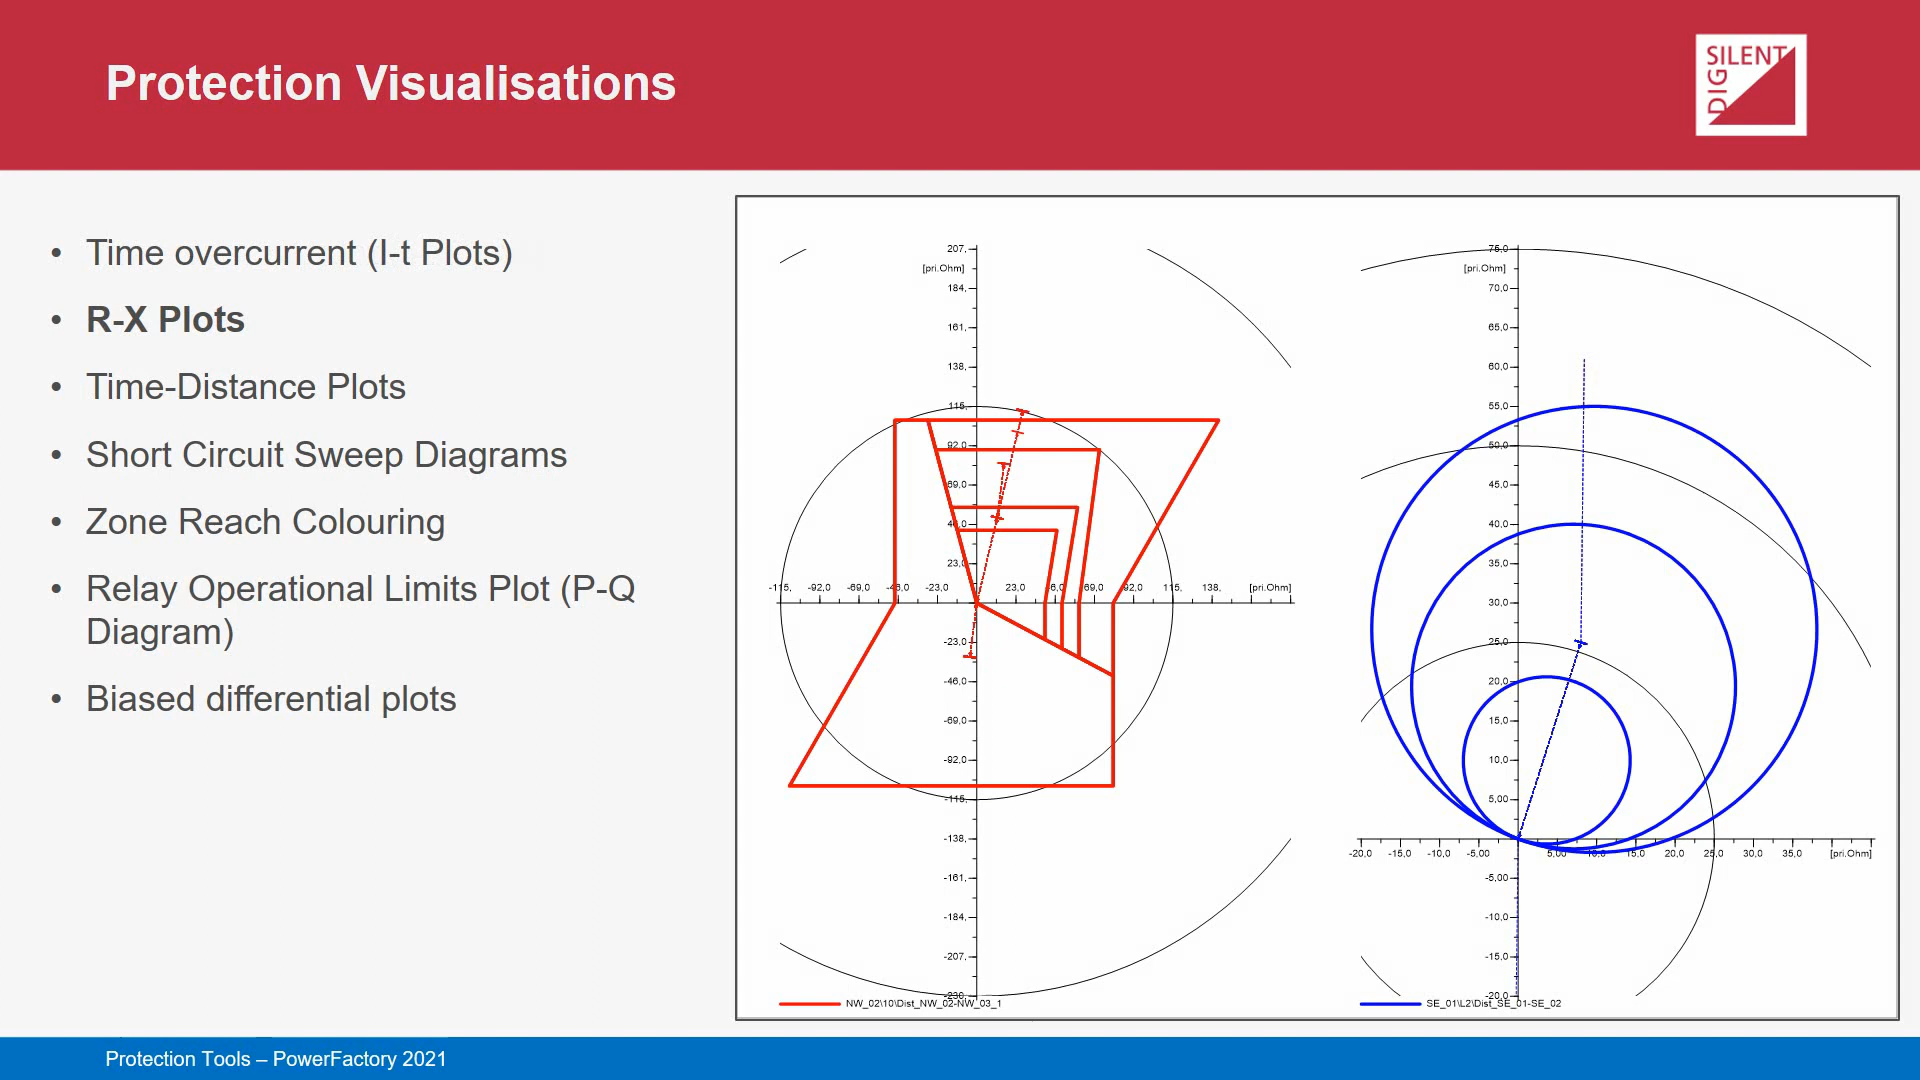 Protection Visualisations
SILENT
DIG
• Time overcurrent (I-t Plots)
• R-X Plots
• Time-Distance Plots
• Short Circuit Sweep Diagrams
• Zone Reach Colouring
• Relay Operational Limits Plot (P-Q
Diagram)
• Biased differential plots
207,
[pri.Ohm]
184,
161,
138,
115,
92,0
69,0
46,0
23,0
-115, -92,0 -69,0 -46,0 -23,0 23,0 69,0 92,0 115, 138, [pri.Ohm]
-23,0
-46,0
-69,0
-92,0
-115,
-138,
-161,
-184,
-207,
-230,
NW_02\10\Dist_NW_02-NW_03_1
75,0
[pri.Ohm]
70,0
65,0
60,0
55,0
50,0
45,0
40,0
35,0
30,0
25,0
20,0
15,0
10,0
5,00
-20,0 -15,0 -10,0 -5,00 5,00 10,0 15,0 20,0 25,0 30,0 35,0 [pri.Ohm]
-5,00
-10,0
-15,0
-20,0
SE_01\L2\Dist_SE_01-SE_02
Protection Tools – PowerFactory 2021